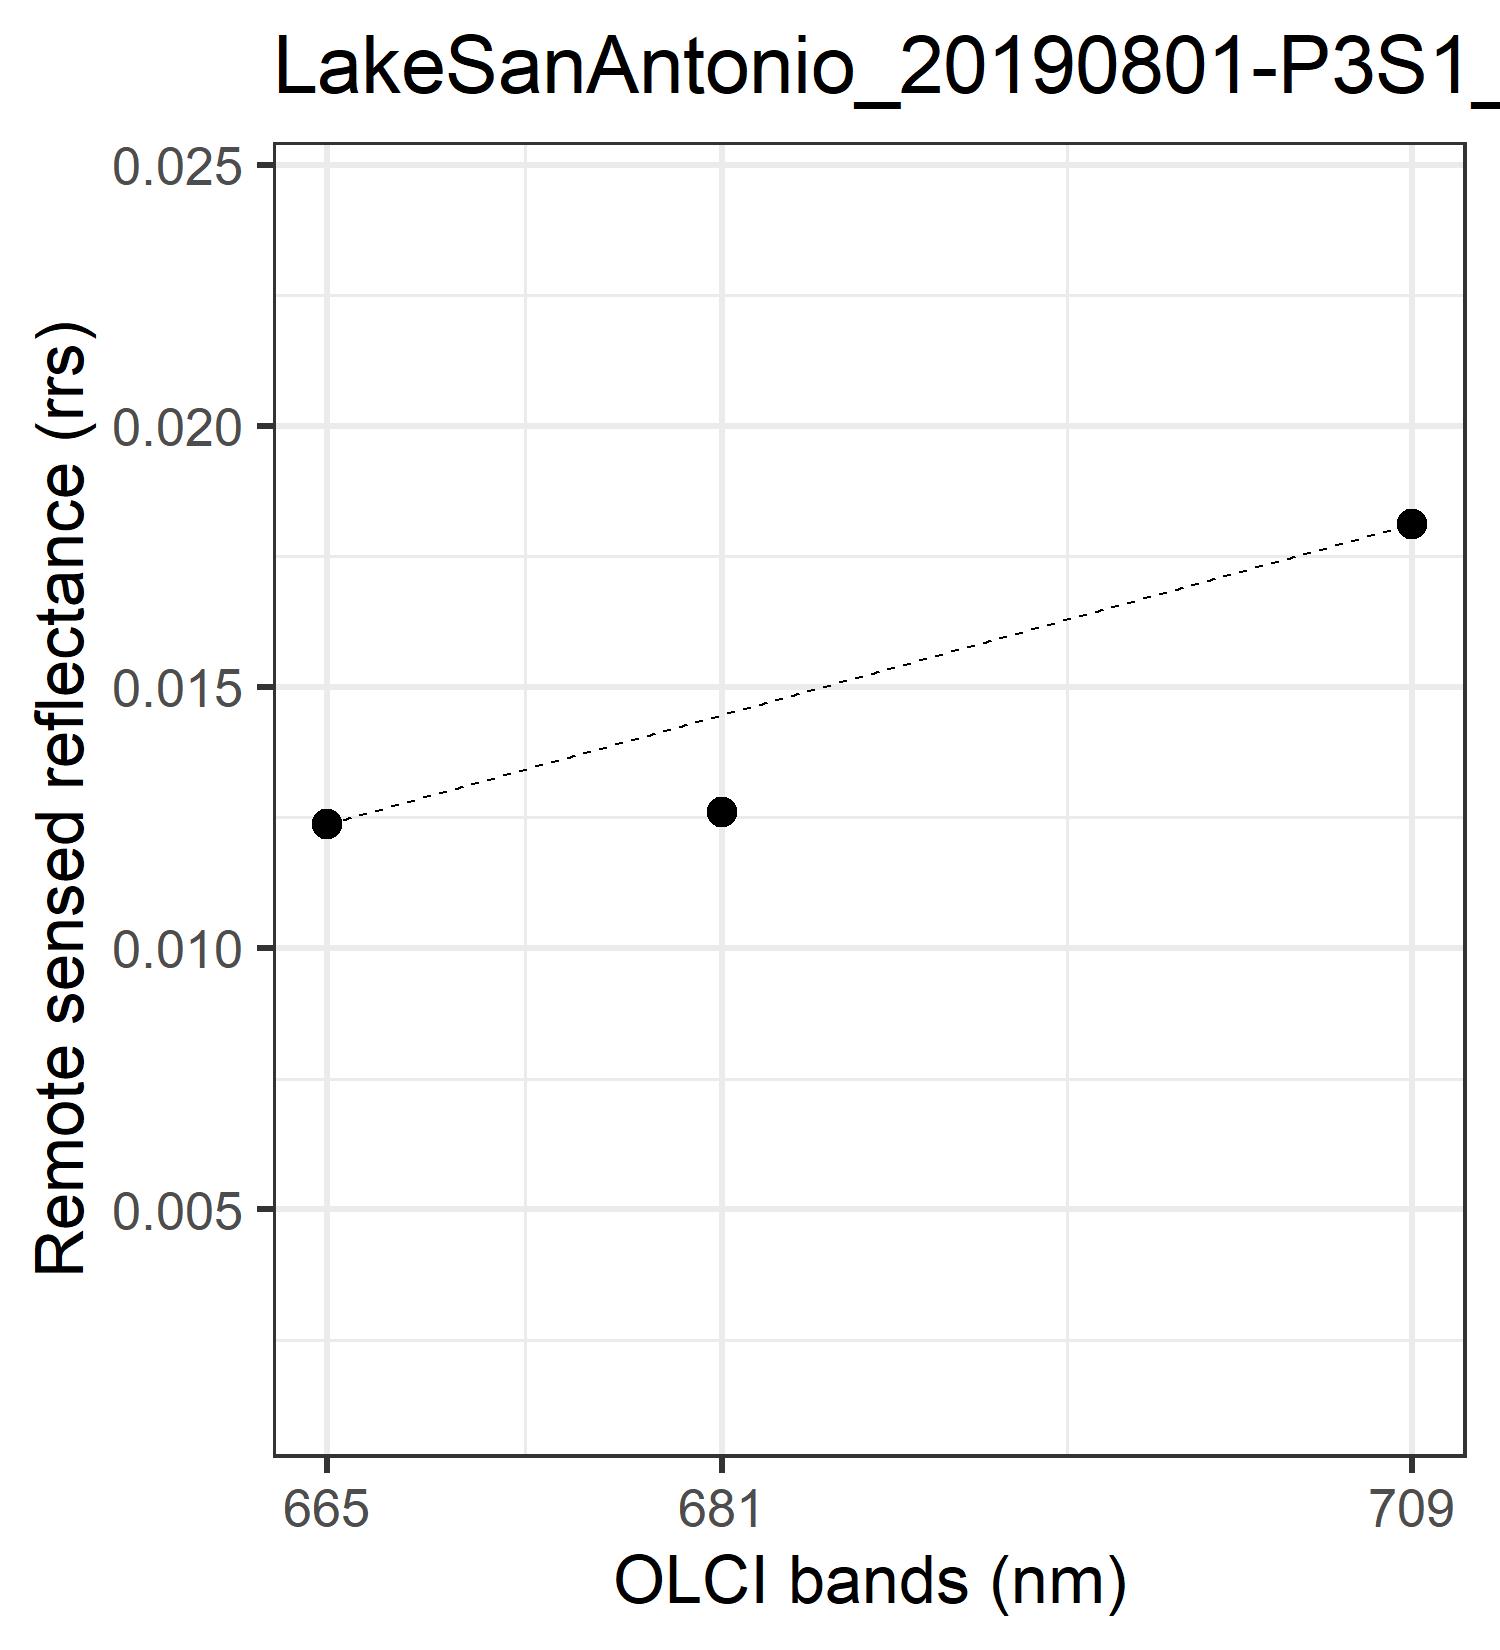 LakeSanAntonio_20190801-P3S1_
0.025
0.020
0.015
0.010
0.005
Remote sensed reflectance (rrs)
665 681 709
OLCI bands (nm)